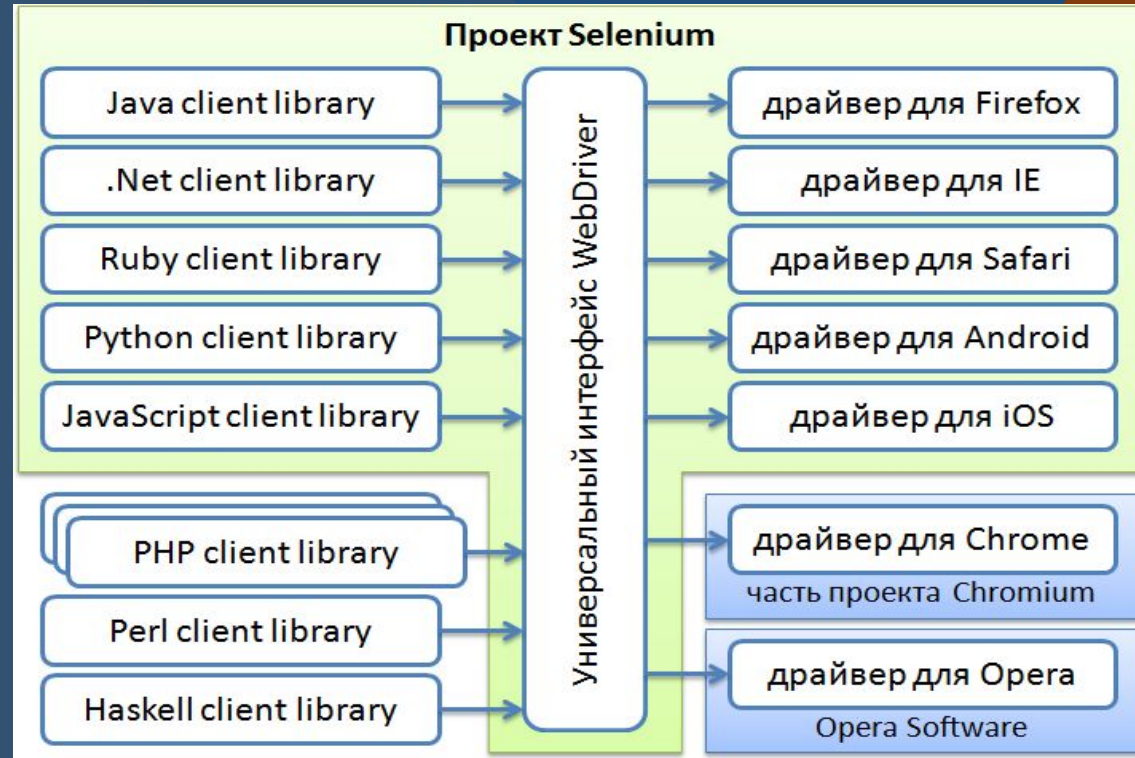 Проект Selenium
Java client library
.Net client library
Ruby client library
Python client library
JavaScript client library
PHP client library
Perl client library
Haskell client library
Универсальный интерфейс WebDriver
драйвер для Firefox
драйвер для IE
драйвер для Safari
драйвер для Android
драйвер для iOS
драйвер для Chrome
часть проекта Chromium
драйвер для Opera
Opera Software